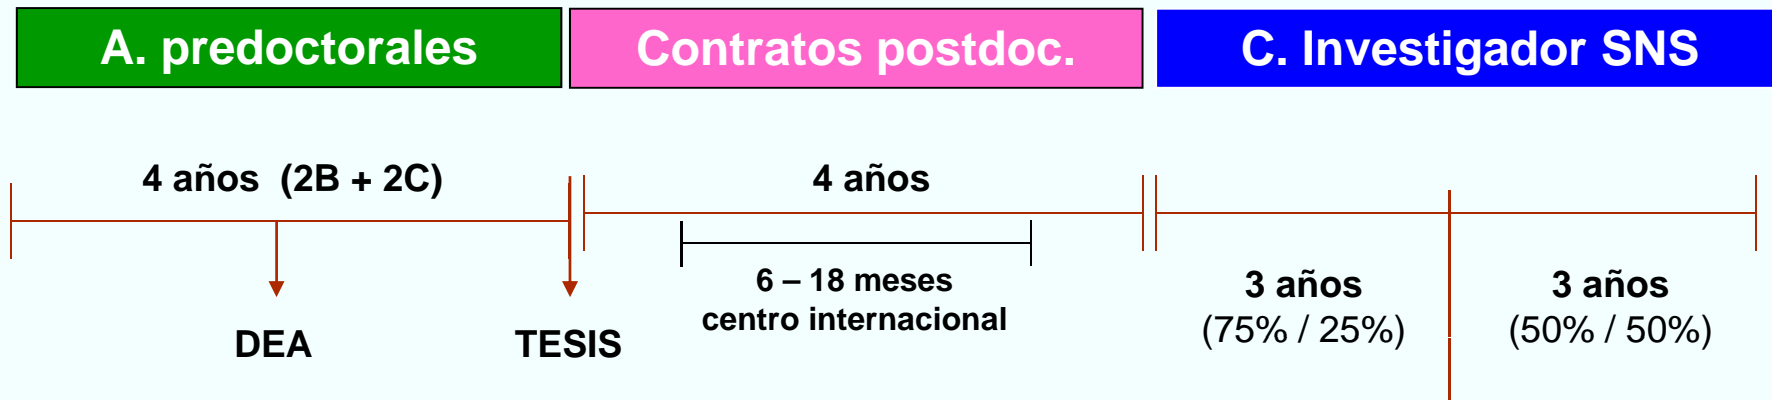 A. predoctorales
Contratos postdoc.
C. Investigador SNS
4 años (2B + 2C)
4 años
6 – 18 meses
centro internacional
DEA
TESIS
3 años
(75% / 25%)
3 años
(50% / 50%)